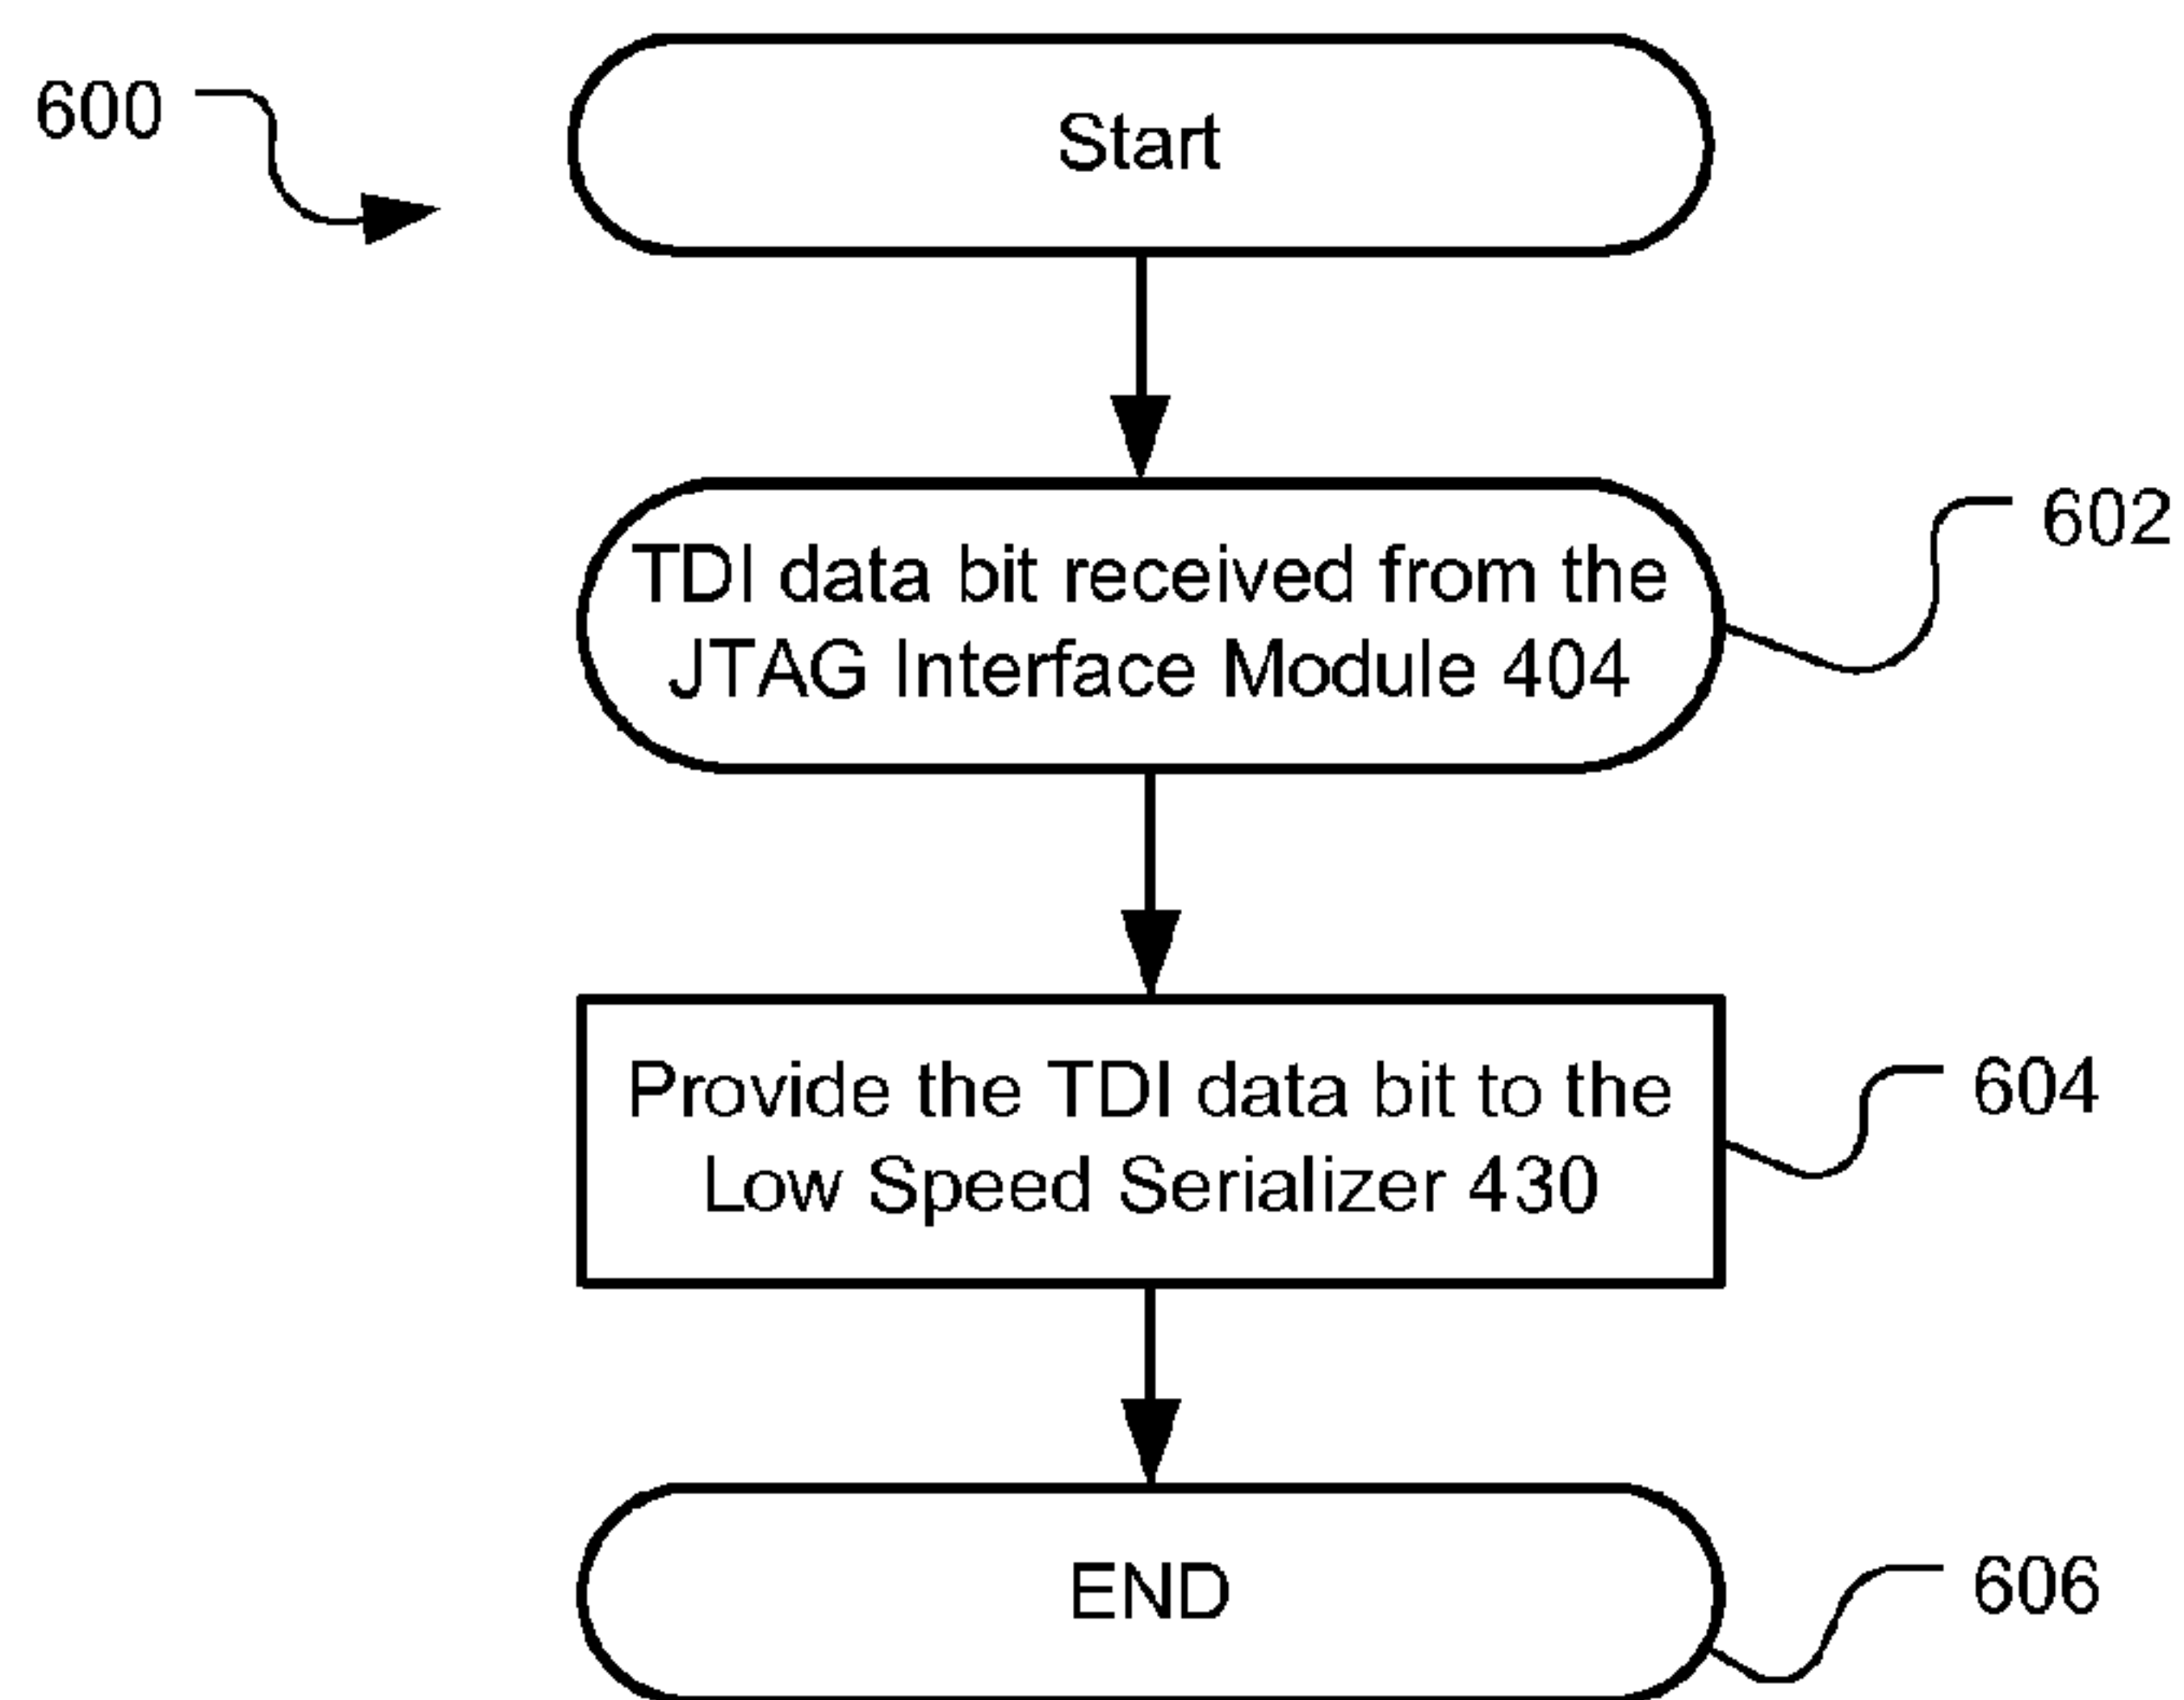 600
Start
602
TDI data bit received from the
JTAG Interface Module 404
604
Provide the TDI data bit to the
Low Speed Serializer 430
END
606